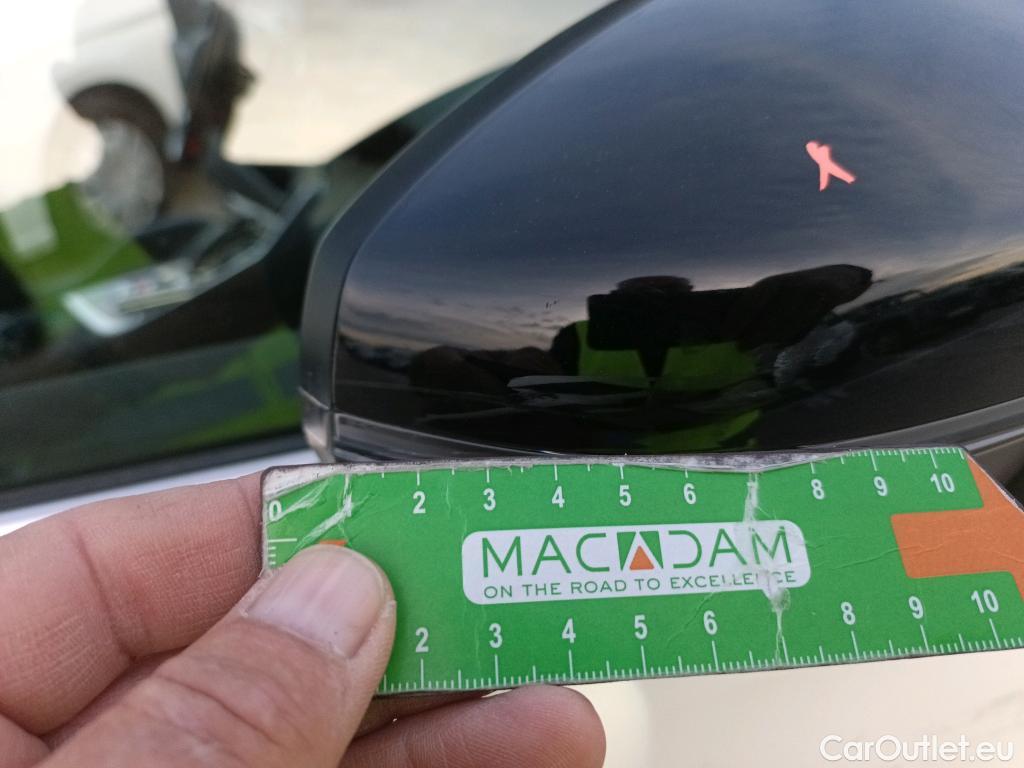 0 2 3 4 5 6 8 9 10
MACADAM
ON THE ROAD TO EXCELLENCE
2 3 4 5 6 8 9 10
CarOutlet.eu